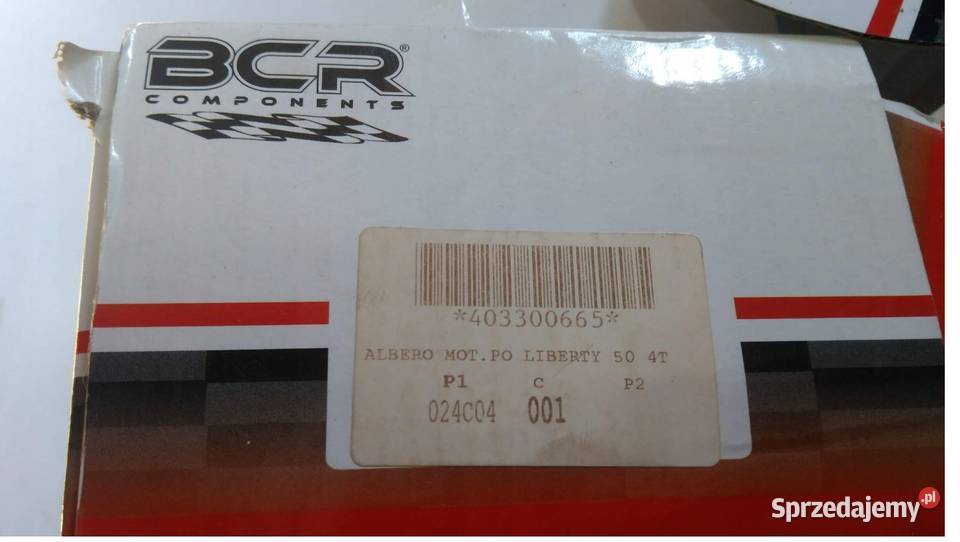 BCR®
COMPONENTS
*403300665*
ALBERO MOT.PO LIBERTY 50 4T
P1 C P2
024C04 001
Sprzedajemy.pl